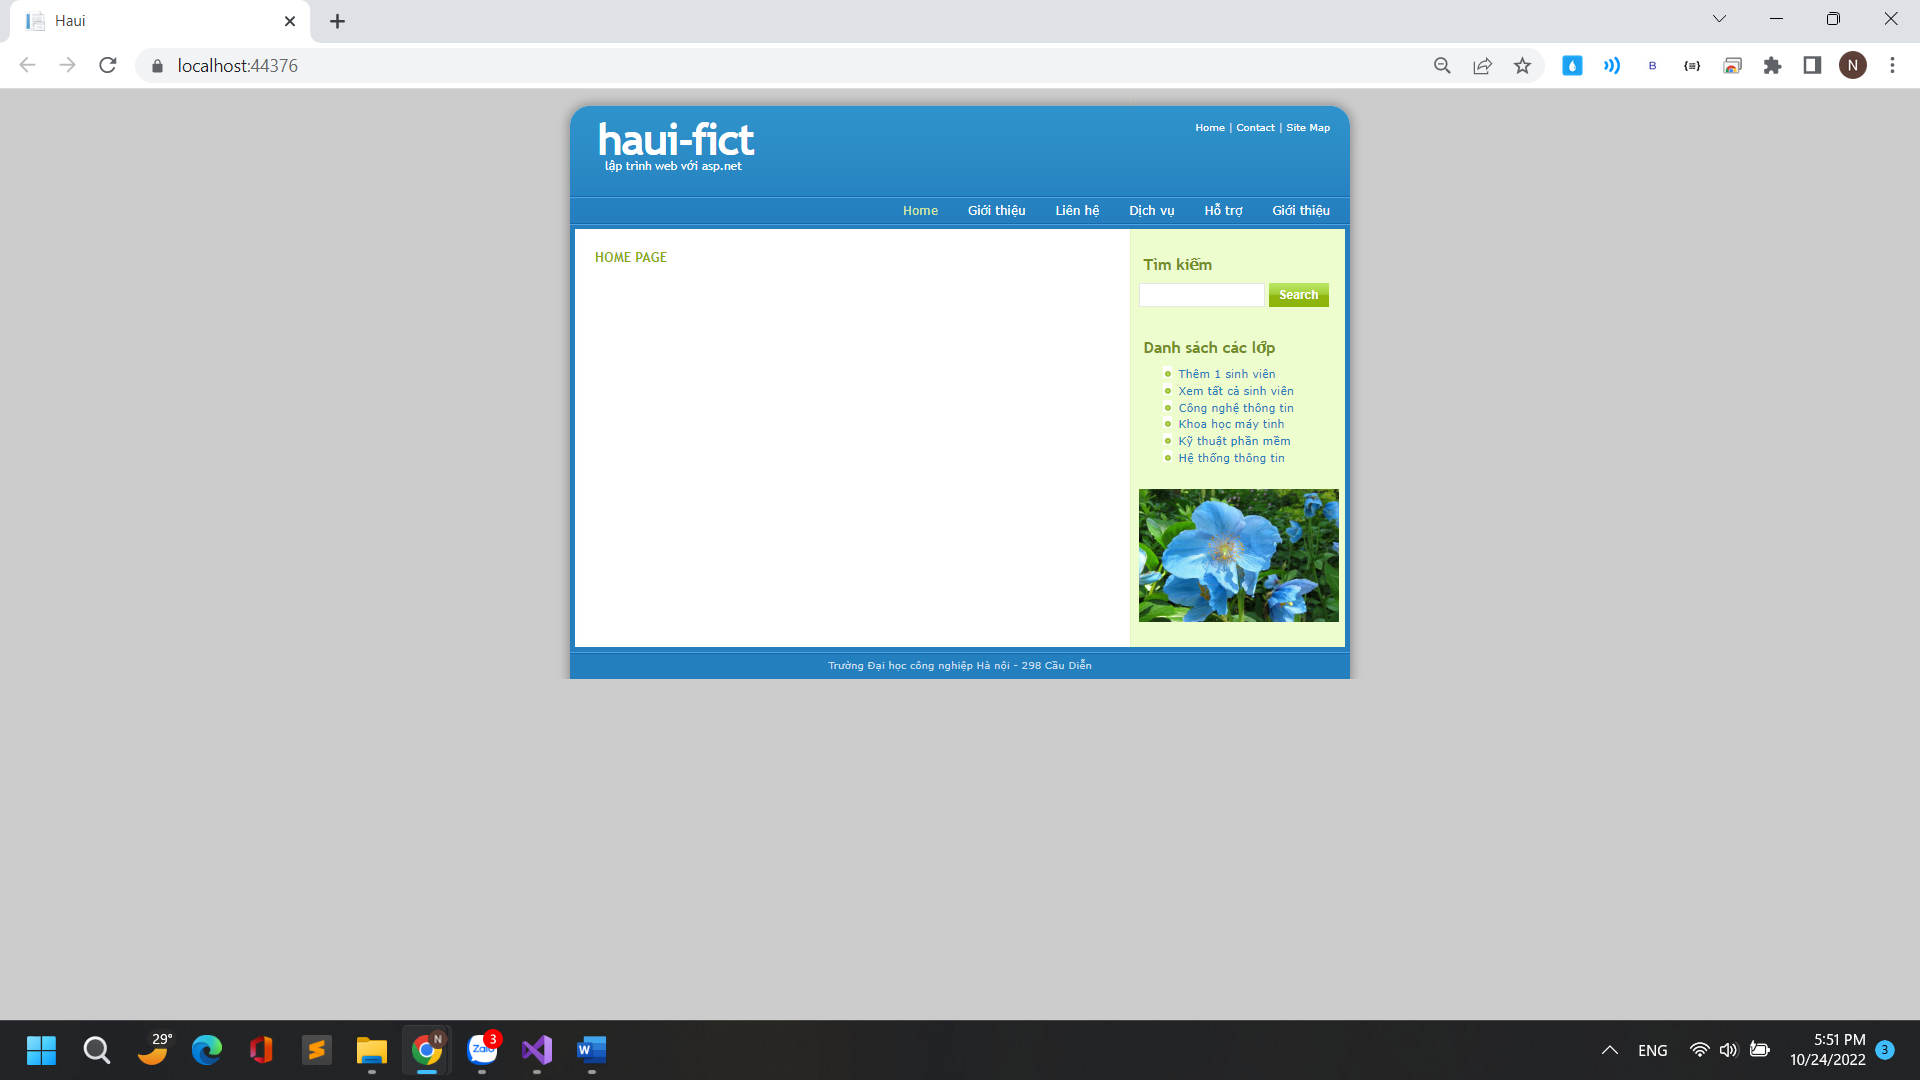 Haui
localhost:44376
B
N
haui-fict
lập trình web với asp.net
Home | Contact | Site Map
Home Giới thiệu Liên hệ Dịch vụ Hỗ trợ Giới thiệu
HOME PAGE
Tìm kiếm
Search
Danh sách các lớp
Thêm 1 sinh viên
Xem tất cả sinh viên
Công nghệ thông tin
Khoa học máy tinh
Kỹ thuật phần mềm
Hệ thống thông tin
Trường Đại học công nghiệp Hà nội - 298 Cầu Diễn
29°
N
Zalo
3
W
ENG
5:51 PM
10/24/2022
3